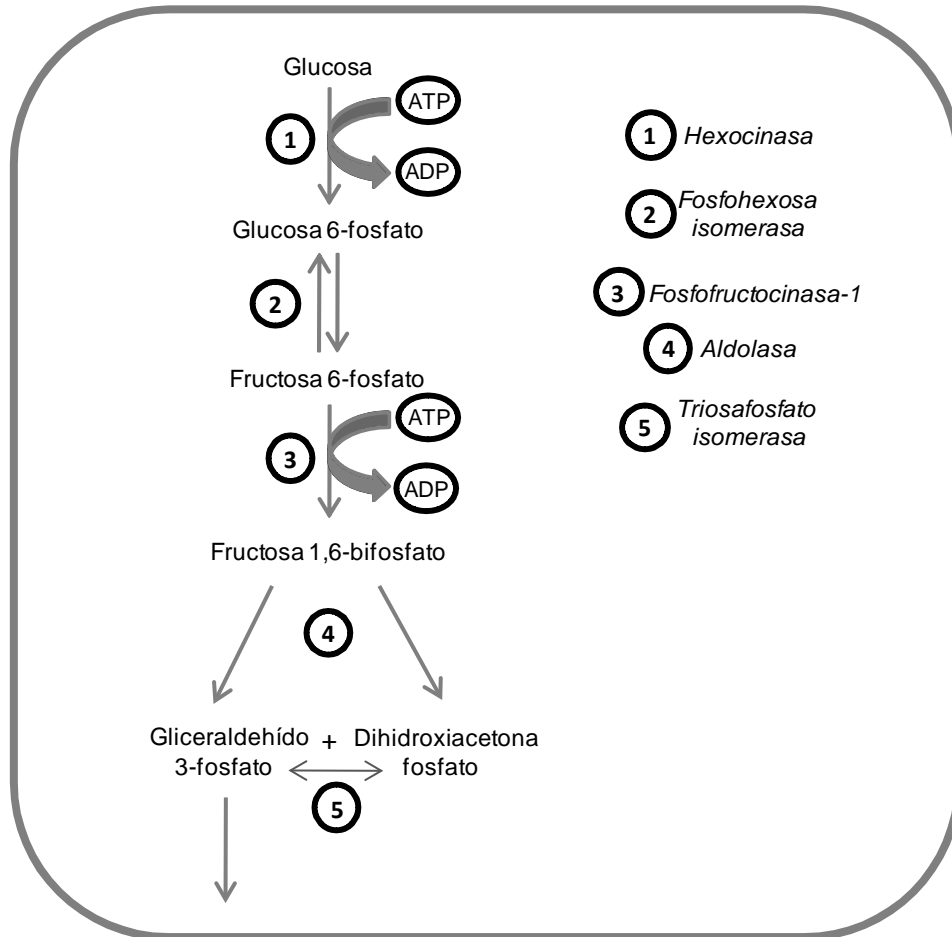 Glucosa
ATP
1
ADP
Glucosa 6-fosfato
2
Fructosa 6-fosfato
ATP
3
ADP
Fructosa 1,6-bifosfato
4
Gliceraldehído + Dihidroxiacetona
3-fosfato fosfato
5
1 Hexocinasa
2 Fosfohexosa
isomerasa
3 Fosfofructocinasa-1
4 Aldolasa
5 Triosafosfato
isomerasa